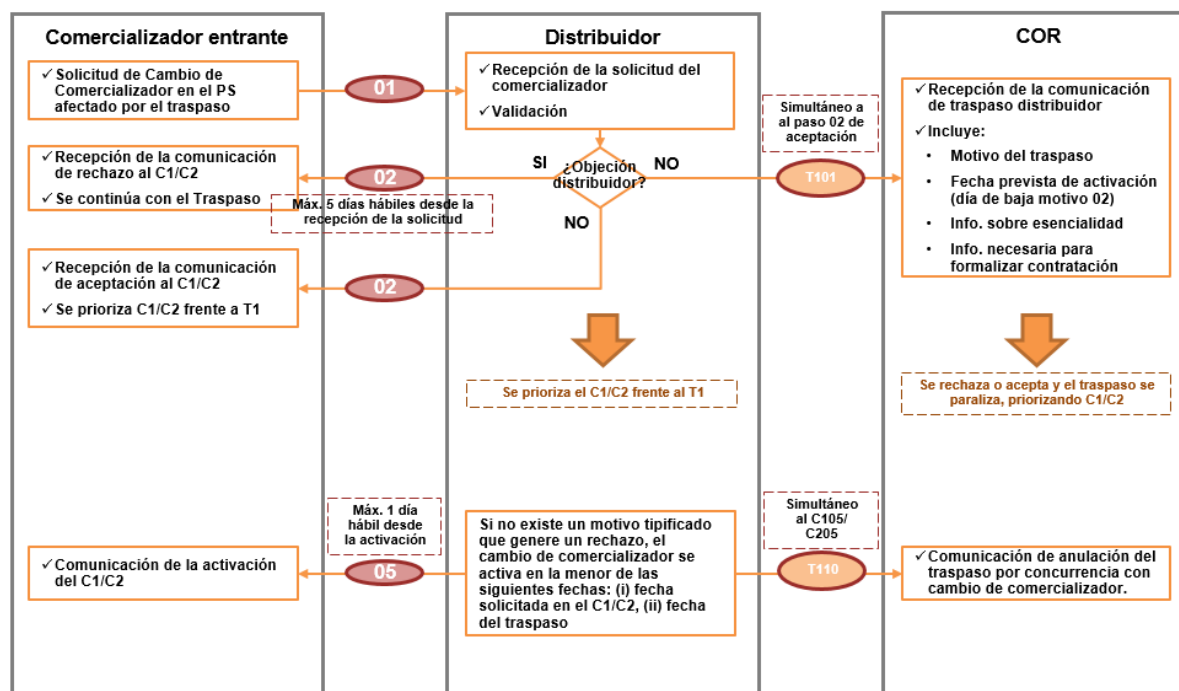 Comercializador entrante
Distribuidor
COR
✓ Solicitud de Cambio de
Comercializador en el PS
afectado por el traspaso
01
✓ Recepción de la solicitud del
comercializador
✓ Validación
Simultáneo a
al paso 02 de
aceptación
✓ Recepción de la comunicación
de traspaso distribuidor
✓ Incluye:
• Motivo del traspaso
• Fecha prevista de activación
(día de baja motivo 02)
• Info. sobre esencialidad
• Info. necesaria para
formalizar contratación
✓ Recepción de la comunicación
de rechazo al C1/C2
✓ Se continúa con el Traspaso
02
SI
¿Objeción
distribuidor?
NO
T101
Máx. 5 días hábiles desde la
recepción de la solicitud
NO
✓ Recepción de la comunicación
de aceptación al C1/C2
✓ Se prioriza C1/C2 frente a T1
02
Se prioriza el C1/C2 frente al T1
Se rechaza o acepta y el traspaso se
paraliza, priorizando C1/C2
Máx. 1 día
hábil desde
la activación
Simultáneo
al C105/
C205
✓ Comunicación de la activación
del C1/C2
05
Si no existe un motivo tipificado
que genere un rechazo, el
cambio de comercializador se
activa en la menor de las
siguientes fechas: (i) fecha
solicitada en el C1/C2, (ii) fecha
del traspaso
T110
✓ Comunicación de anulación del
traspaso por concurrencia con
cambio de comercializador.